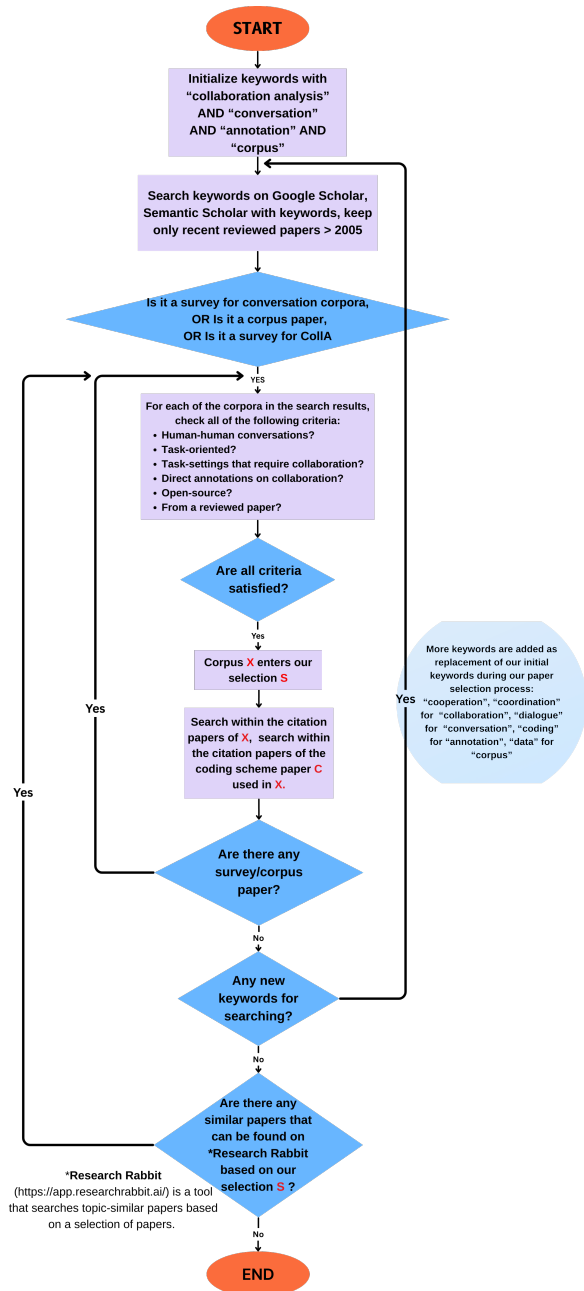 START
Initialize keywords with
“collaboration analysis”
AND “conversation”
AND “annotation” AND
“corpus”
Search keywords on Google Scholar,
Semantic Scholar with keywords, keep
only recent reviewed papers > 2005
Is it a survey for conversation corpora,
OR Is it a corpus paper,
OR Is it a survey for CollA
YES
For each of the corpora in the search results,
check all of the following criteria:
• Human-human conversations?
• Task-oriented?
• Task-settings that require collaboration?
• Direct annotations on collaboration?
• Open-source?
• From a reviewed paper?
Are all criteria
satisfied?
Yes
Corpus X enters our
selection S
Search within the citation
papers of X, search within
the citation papers of the
coding scheme paper C
used in X.
Are there any
survey/corpus
paper?
Yes
No
Any new
keywords for
searching?
Yes
More keywords are added as
replacement of our initial
keywords during our paper
selection process:
“cooperation”, “coordination”
for “collaboration”, “dialogue”
for “conversation”, “coding”
for “annotation”, “data” for
“corpus”
No
Are there any
similar papers that
can be found on
*Research Rabbit
based on our
selection S ?
Yes
*Research Rabbit
(https://app.researchrabbit.ai/) is a tool
that searches topic-similar papers based
on a selection of papers.
No
END